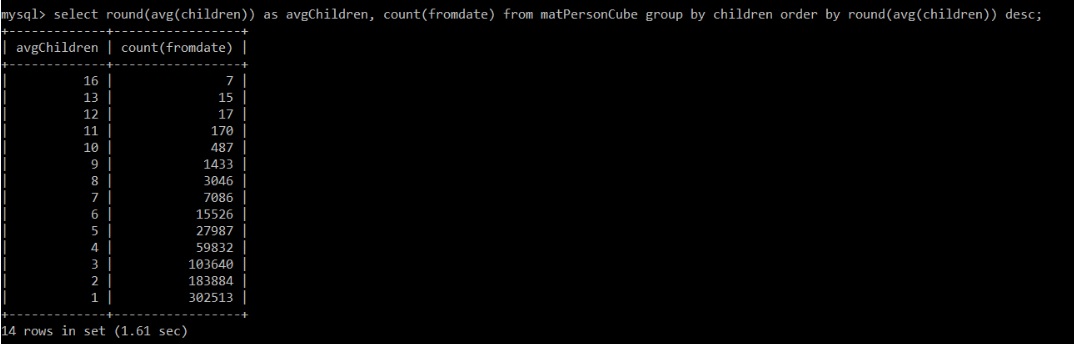 mysql> select round(avg(children)) as avgChildren, count(fromdate) from matPersonCube group by children order by round(avg(children)) desc;
+-------------+-----------------+
| avgChildren | count(fromdate) |
+-------------+-----------------+
|          16 |               7 |
|          13 |              15 |
|          12 |              17 |
|          11 |             170 |
|          10 |             487 |
|           9 |            1433 |
|           8 |            3046 |
|           7 |            7086 |
|           6 |           15526 |
|           5 |           27987 |
|           4 |           59832 |
|           3 |          103640 |
|           2 |          183884 |
|           1 |          302513 |
+-------------+-----------------+
14 rows in set (1.61 sec)